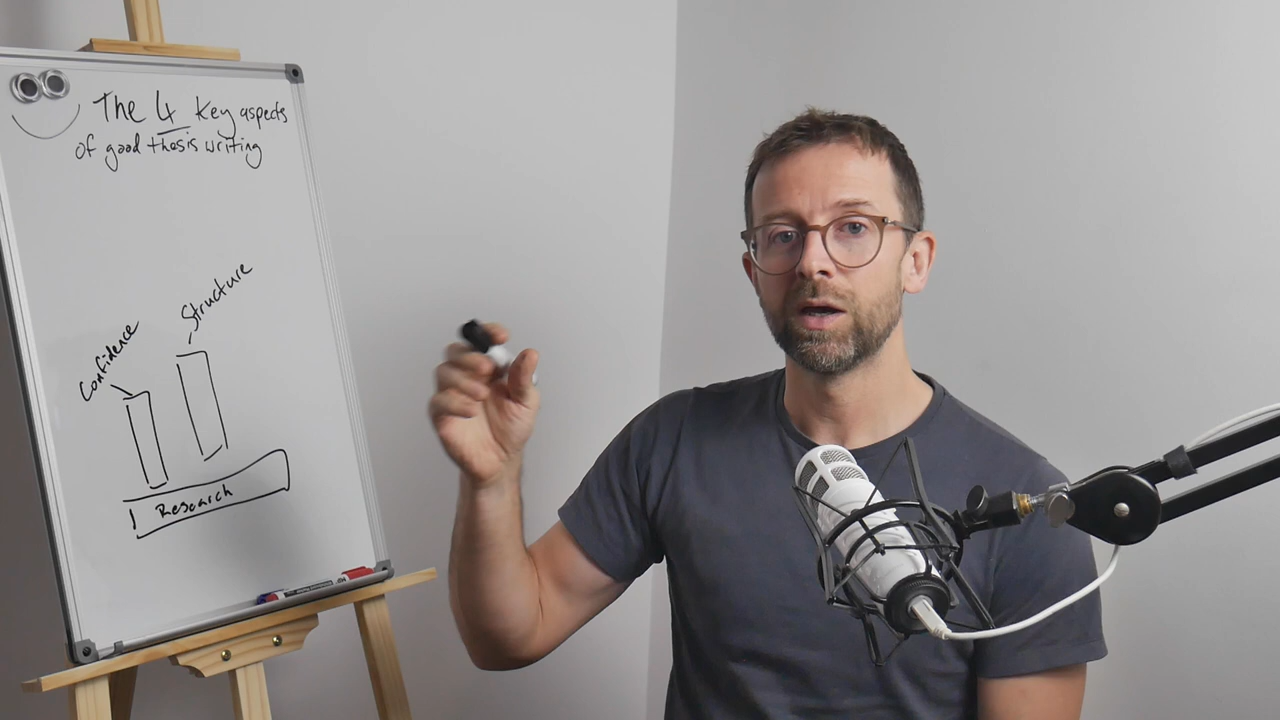 The 4 key aspects
of good thesis writing
Structure
Confidence
Research